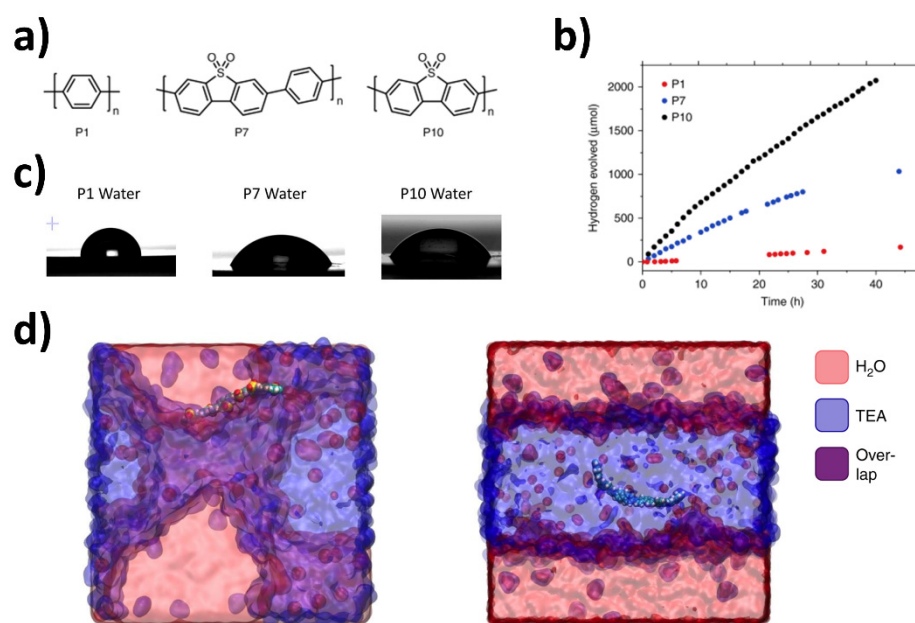 a)
O O
S
n
P1
O O
S
n
P7
n
P10
b)
Hydrogen evolved (μmol)
2000
1500
1000
500
0
P1
P7
P10
0 10 20 30 40
Time (h)
c)
P1 Water
P7 Water
P10 Water
d)
H2O
TEA
Over-
lap